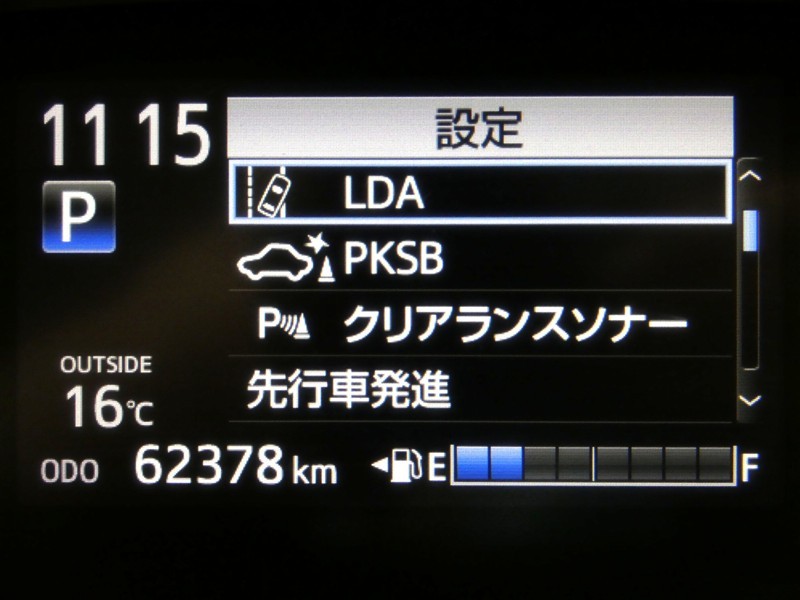 11 15
設定
P
LDA
PKSB
P クリアランスソナー
先行車発進
OUTSIDE
16℃
ODO 62378 km
E F